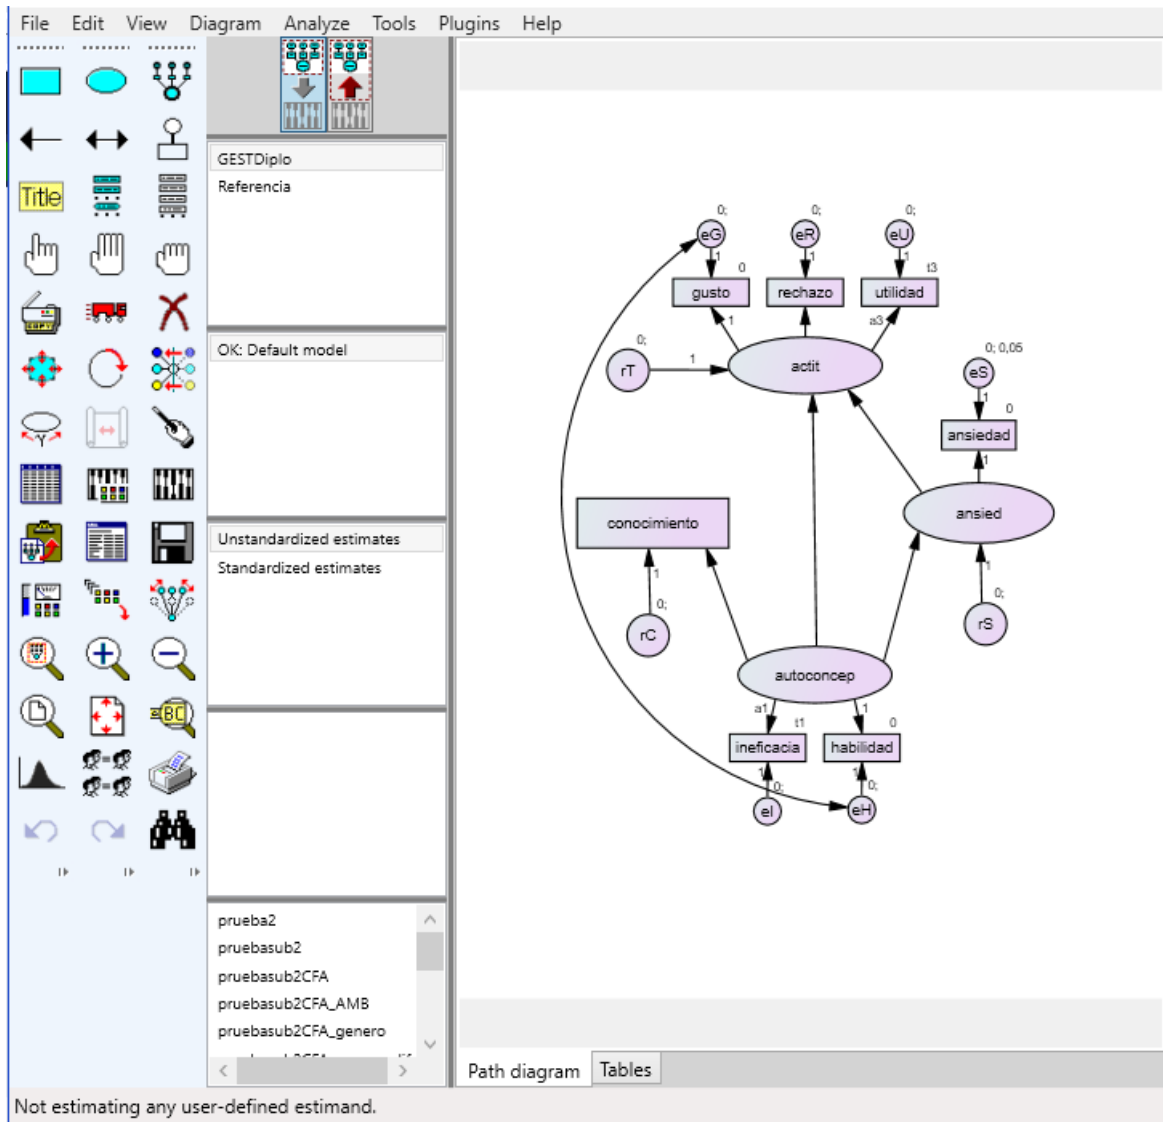 File Edit View Diagram Analyze Tools Plugins Help
Title
GESTDiplo
Referencia
OK: Default model
Unstandardized estimates
Standardized estimates
prueba2
pruebasub2
pruebasub2CFA
pruebasub2CFA_AMB
pruebasub2CFA_genero
0; 0; 0;
eG eR eU
1 1 1
0 t3
gusto rechazo utilidad
1 a3
0;
rT 1 actit
0; 0,05
eS
1
0
ansiedad
1
conocimiento ansied
1 1
0; 0;
rC rS
autoconcep
a1 1
t1 0
ineficacia habilidad
1 1
0; 0;
eI eH
Path diagram Tables
Not estimating any user-defined estimand.